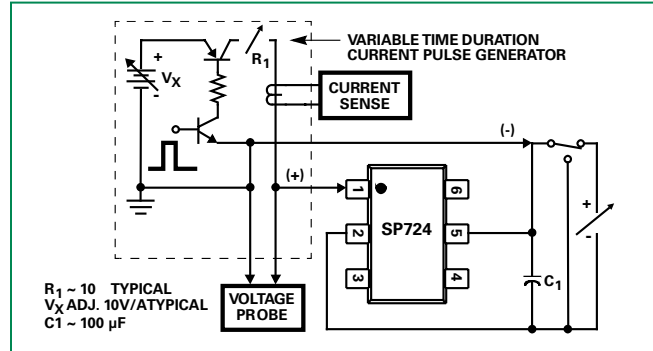 +
VX
-
R1
VARIABLE TIME DURATION
CURRENT PULSE GENERATOR
CURRENT
SENSE
(-)
(+)
1
2
3
SP724
6
5
4
+
-
C1
VOLTAGE
PROBE
R1 ~ 10 TYPICAL
VX ADJ. 10V/ATYPICAL
C1 ~ 100 µF